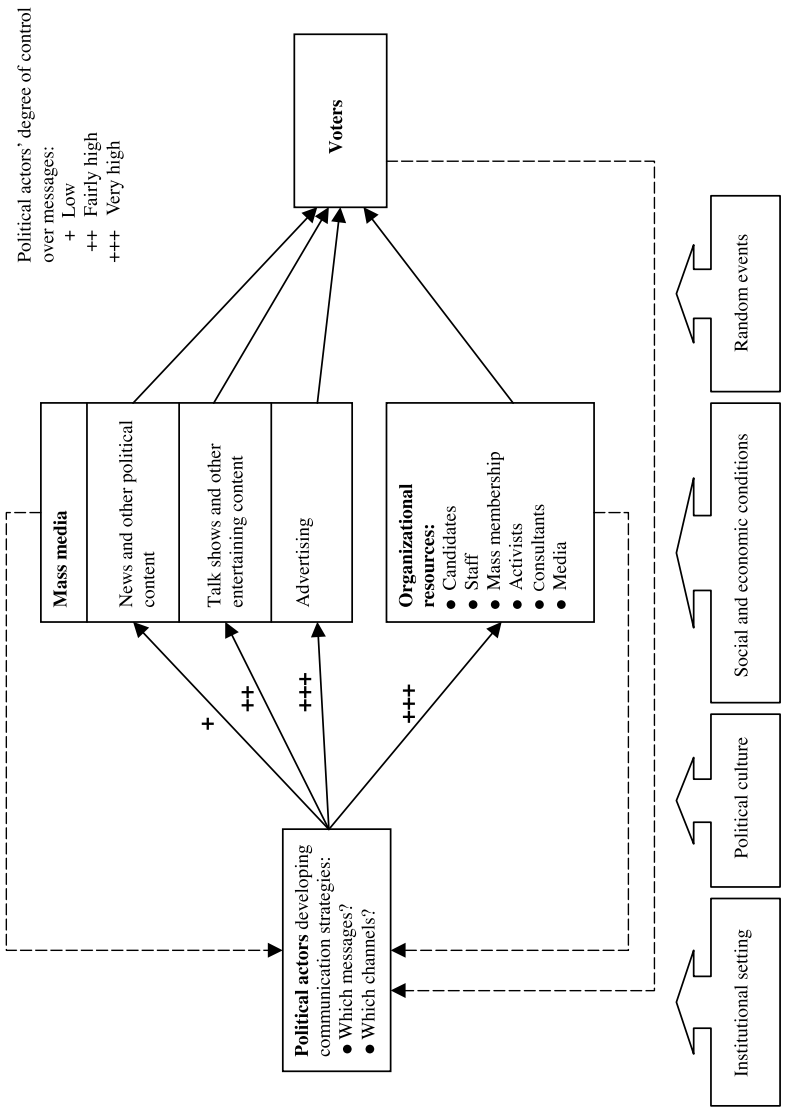 Political actors' degree of control
over messages:
+ Low
++ Fairly high
+++ Very high
Mass media
News and other political
content
Talk shows and other
entertaining content
Advertising
Voters
+
++
+++
+++
Political actors developing
communication strategies:
● Which messages?
● Which channels?
Organizational
resources:
● Candidates
● Staff
● Mass membership
● Activists
● Consultants
● Media
Institutional setting
Political culture
Social and economic conditions
Random events